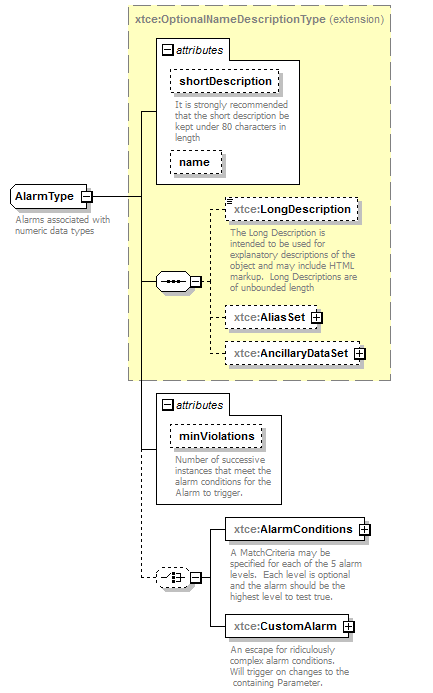 xtce:OptionalNameDescriptionType (extension)
attributes
shortDescription
It is strongly recommended
that the short description be
kept under 80 characters in
length
name
AlarmType
Alarms associated with
numeric data types
xtce:LongDescription
The Long Description is
intended to be used for
explanatory descriptions of the
object and may include HTML
markup.  Long Descriptions are
of unbounded length
xtce:AliasSet
xtce:AncillaryDataSet
attributes
minViolations
Number of successive
instances that meet the
alarm conditions for the
Alarm to trigger.
xtce:AlarmConditions
A MatchCriteria may be
specified for each of the 5 alarm
levels.  Each level is optional
and the alarm should be the
highest level to test true.
xtce:CustomAlarm
An escape for ridiculously
complex alarm conditions.
Will trigger on changes to the
containing Parameter.